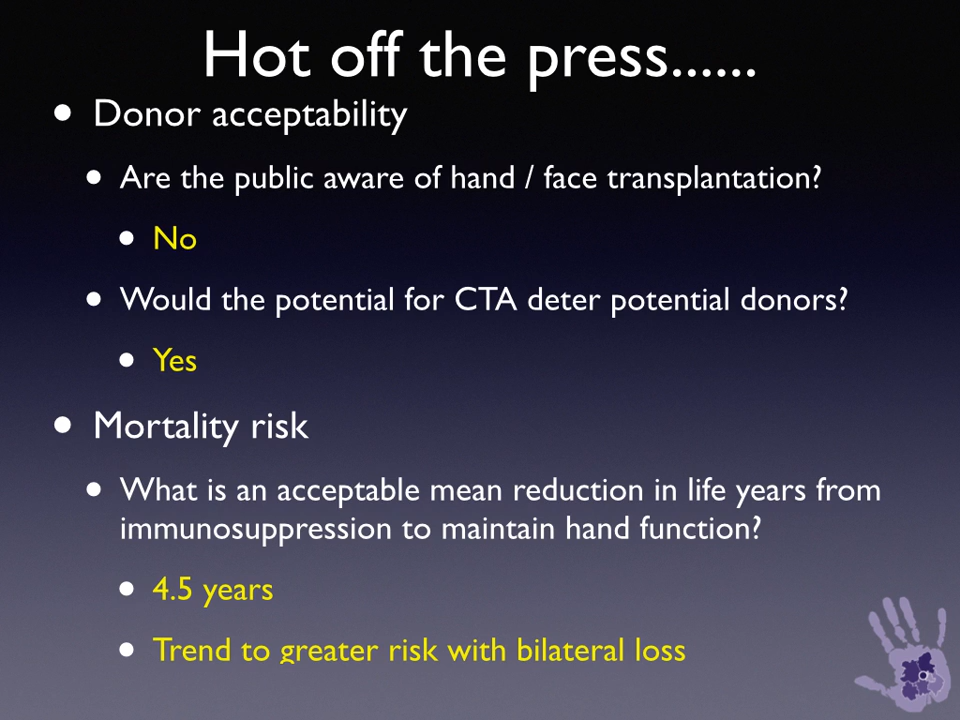 Hot off the press......
• Donor acceptability
• Are the public aware of hand / face transplantation?
• No
• Would the potential for CTA deter potential donors?
• Yes
• Mortality risk
• What is an acceptable mean reduction in life years from
immunosuppression to maintain hand function?
• 4.5 years
• Trend to greater risk with bilateral loss